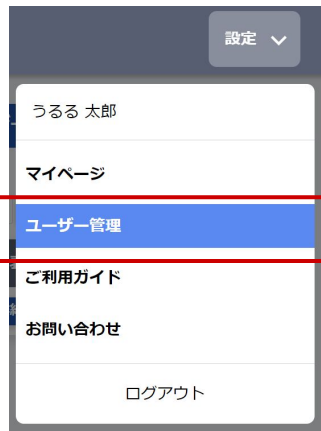 設定
うるる 太郎
マイページ
ユーザー管理
ご利用ガイド
お問い合わせ
ログアウト